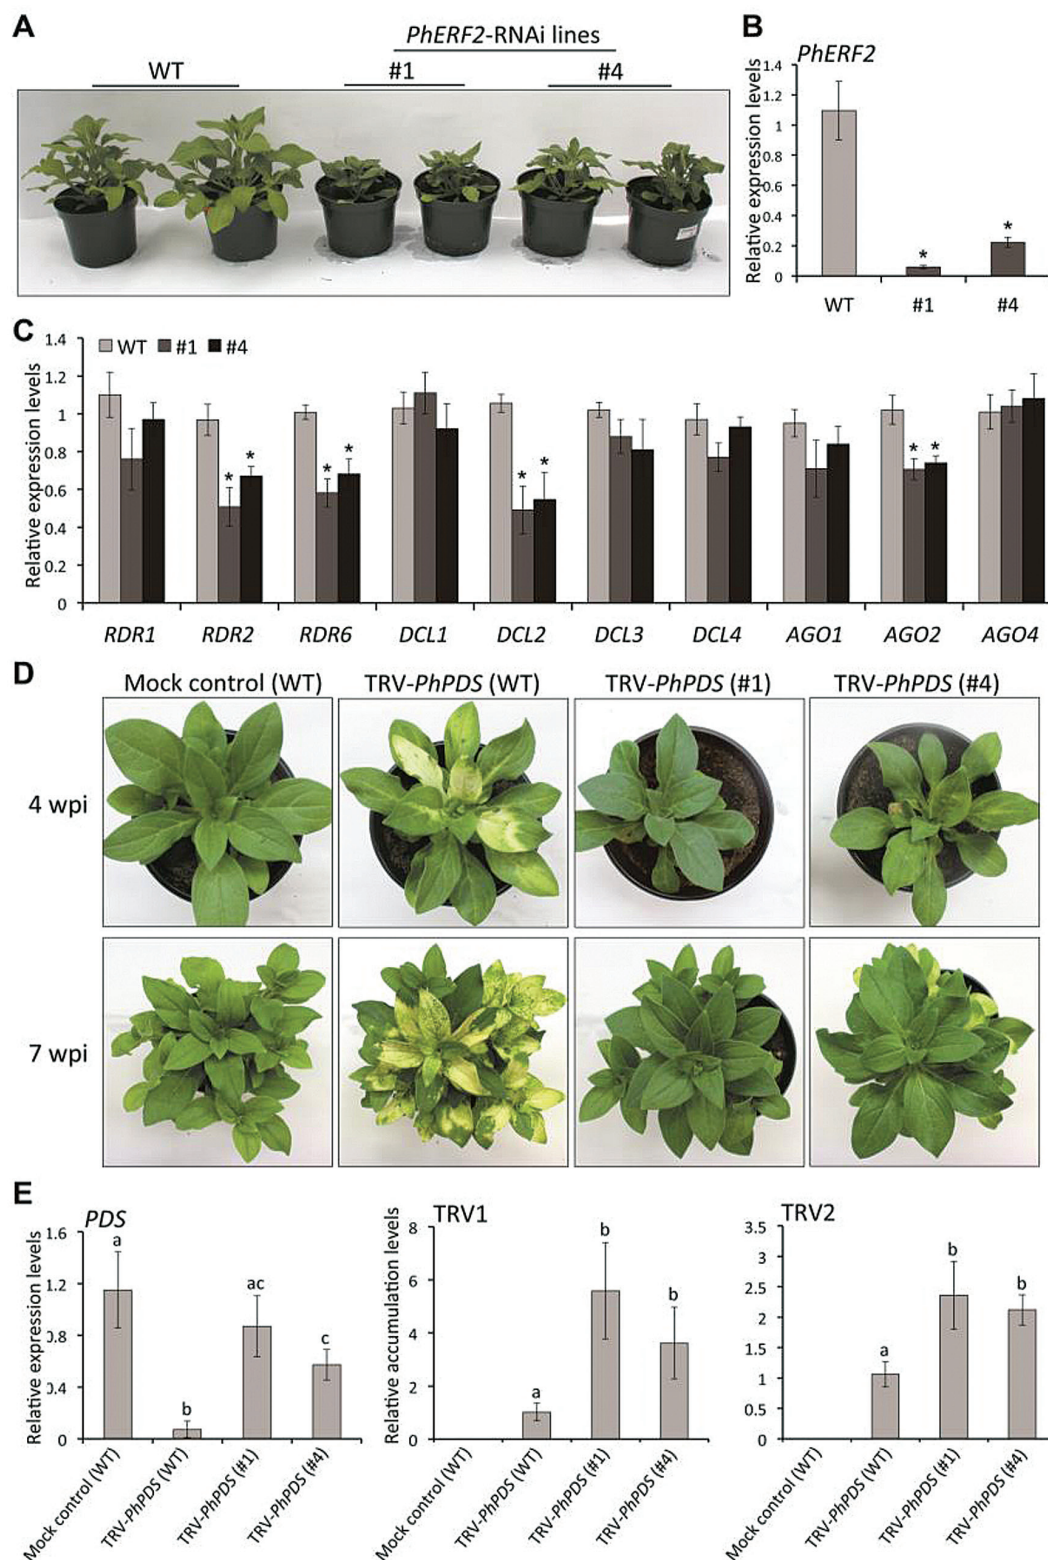 A
PhERF2-RNAi lines
WT
#1
#4
B
PhERF2
Relative expression levels
1.4
1.2
1
0.8
0.6
0.4
0.2
0
*
*
WT
#1
#4
C
Relative expression levels
1.4
1.2
1
0.8
0.6
0.4
0.2
0
WT #1 #4
* *
* *
* *
* *
RDR1 RDR2 RDR6 DCL1 DCL2 DCL3 DCL4 AGO1 AGO2 AGO4
D
Mock control (WT)
TRV-PhPDS (WT)
TRV-PhPDS (#1)
TRV-PhPDS (#4)
4 wpi
7 wpi
E
PDS
Relative expression levels
1.6
1.2
0.8
0.4
0
a
b
ac
c
Mock control (WT)
TRV-PhPDS (WT)
TRV-PhPDS (#1)
TRV-PhPDS (#4)
TRV1
Relative accumulation levels
8
6
4
2
0
a
b
b
Mock control (WT)
TRV-PhPDS (WT)
TRV-PhPDS (#1)
TRV-PhPDS (#4)
TRV2
3.5
3
2.5
2
1.5
1
0.5
0
a
b
b
Mock control (WT)
TRV-PhPDS (WT)
TRV-PhPDS (#1)
TRV-PhPDS (#4)